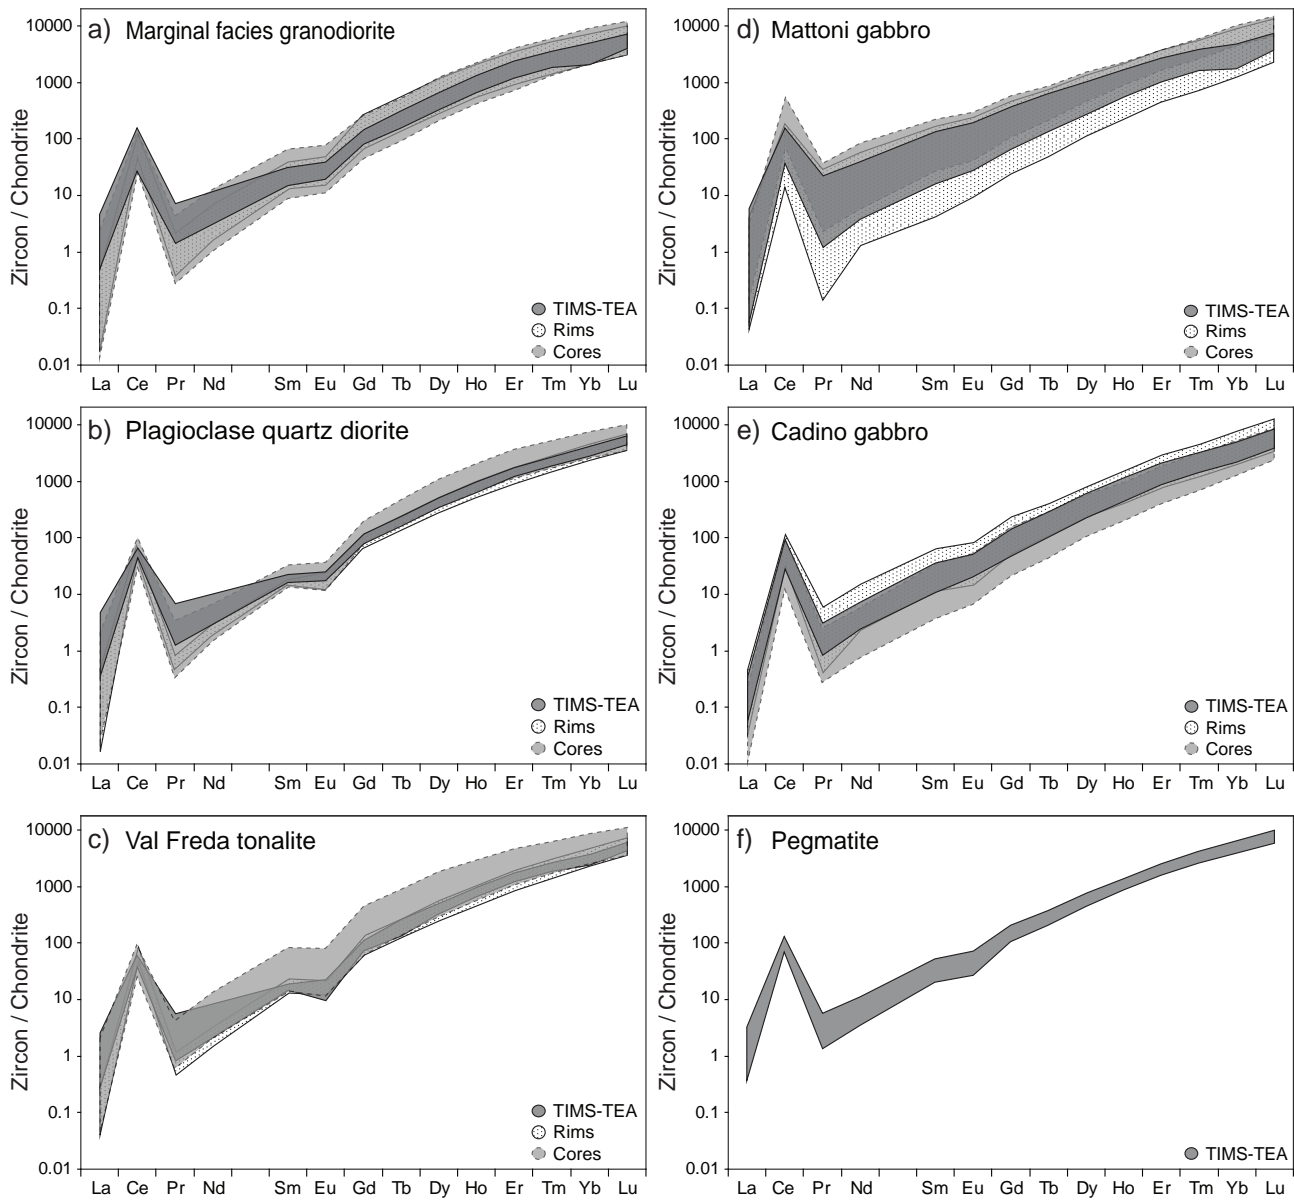 a) Marginal facies granodiorite
Zircon / Chondrite
10000
1000
100
10
1
0.1
0.01
TIMS-TEA
Rims
Cores
La Ce Pr Nd Sm Eu Gd Tb Dy Ho Er Tm Yb Lu
d) Mattoni gabbro
Zircon / Chondrite
10000
1000
100
10
1
0.1
0.01
TIMS-TEA
Rims
Cores
La Ce Pr Nd Sm Eu Gd Tb Dy Ho Er Tm Yb Lu
b) Plagioclase quartz diorite
Zircon / Chondrite
10000
1000
100
10
1
0.1
0.01
TIMS-TEA
Rims
Cores
La Ce Pr Nd Sm Eu Gd Tb Dy Ho Er Tm Yb Lu
e) Cadino gabbro
Zircon / Chondrite
10000
1000
100
10
1
0.1
0.01
TIMS-TEA
Rims
Cores
La Ce Pr Nd Sm Eu Gd Tb Dy Ho Er Tm Yb Lu
c) Val Freda tonalite
Zircon / Chondrite
10000
1000
100
10
1
0.1
0.01
TIMS-TEA
Rims
Cores
La Ce Pr Nd Sm Eu Gd Tb Dy Ho Er Tm Yb Lu
f) Pegmatite
Zircon / Chondrite
10000
1000
100
10
1
0.1
0.01
TIMS-TEA
La Ce Pr Nd Sm Eu Gd Tb Dy Ho Er Tm Yb Lu